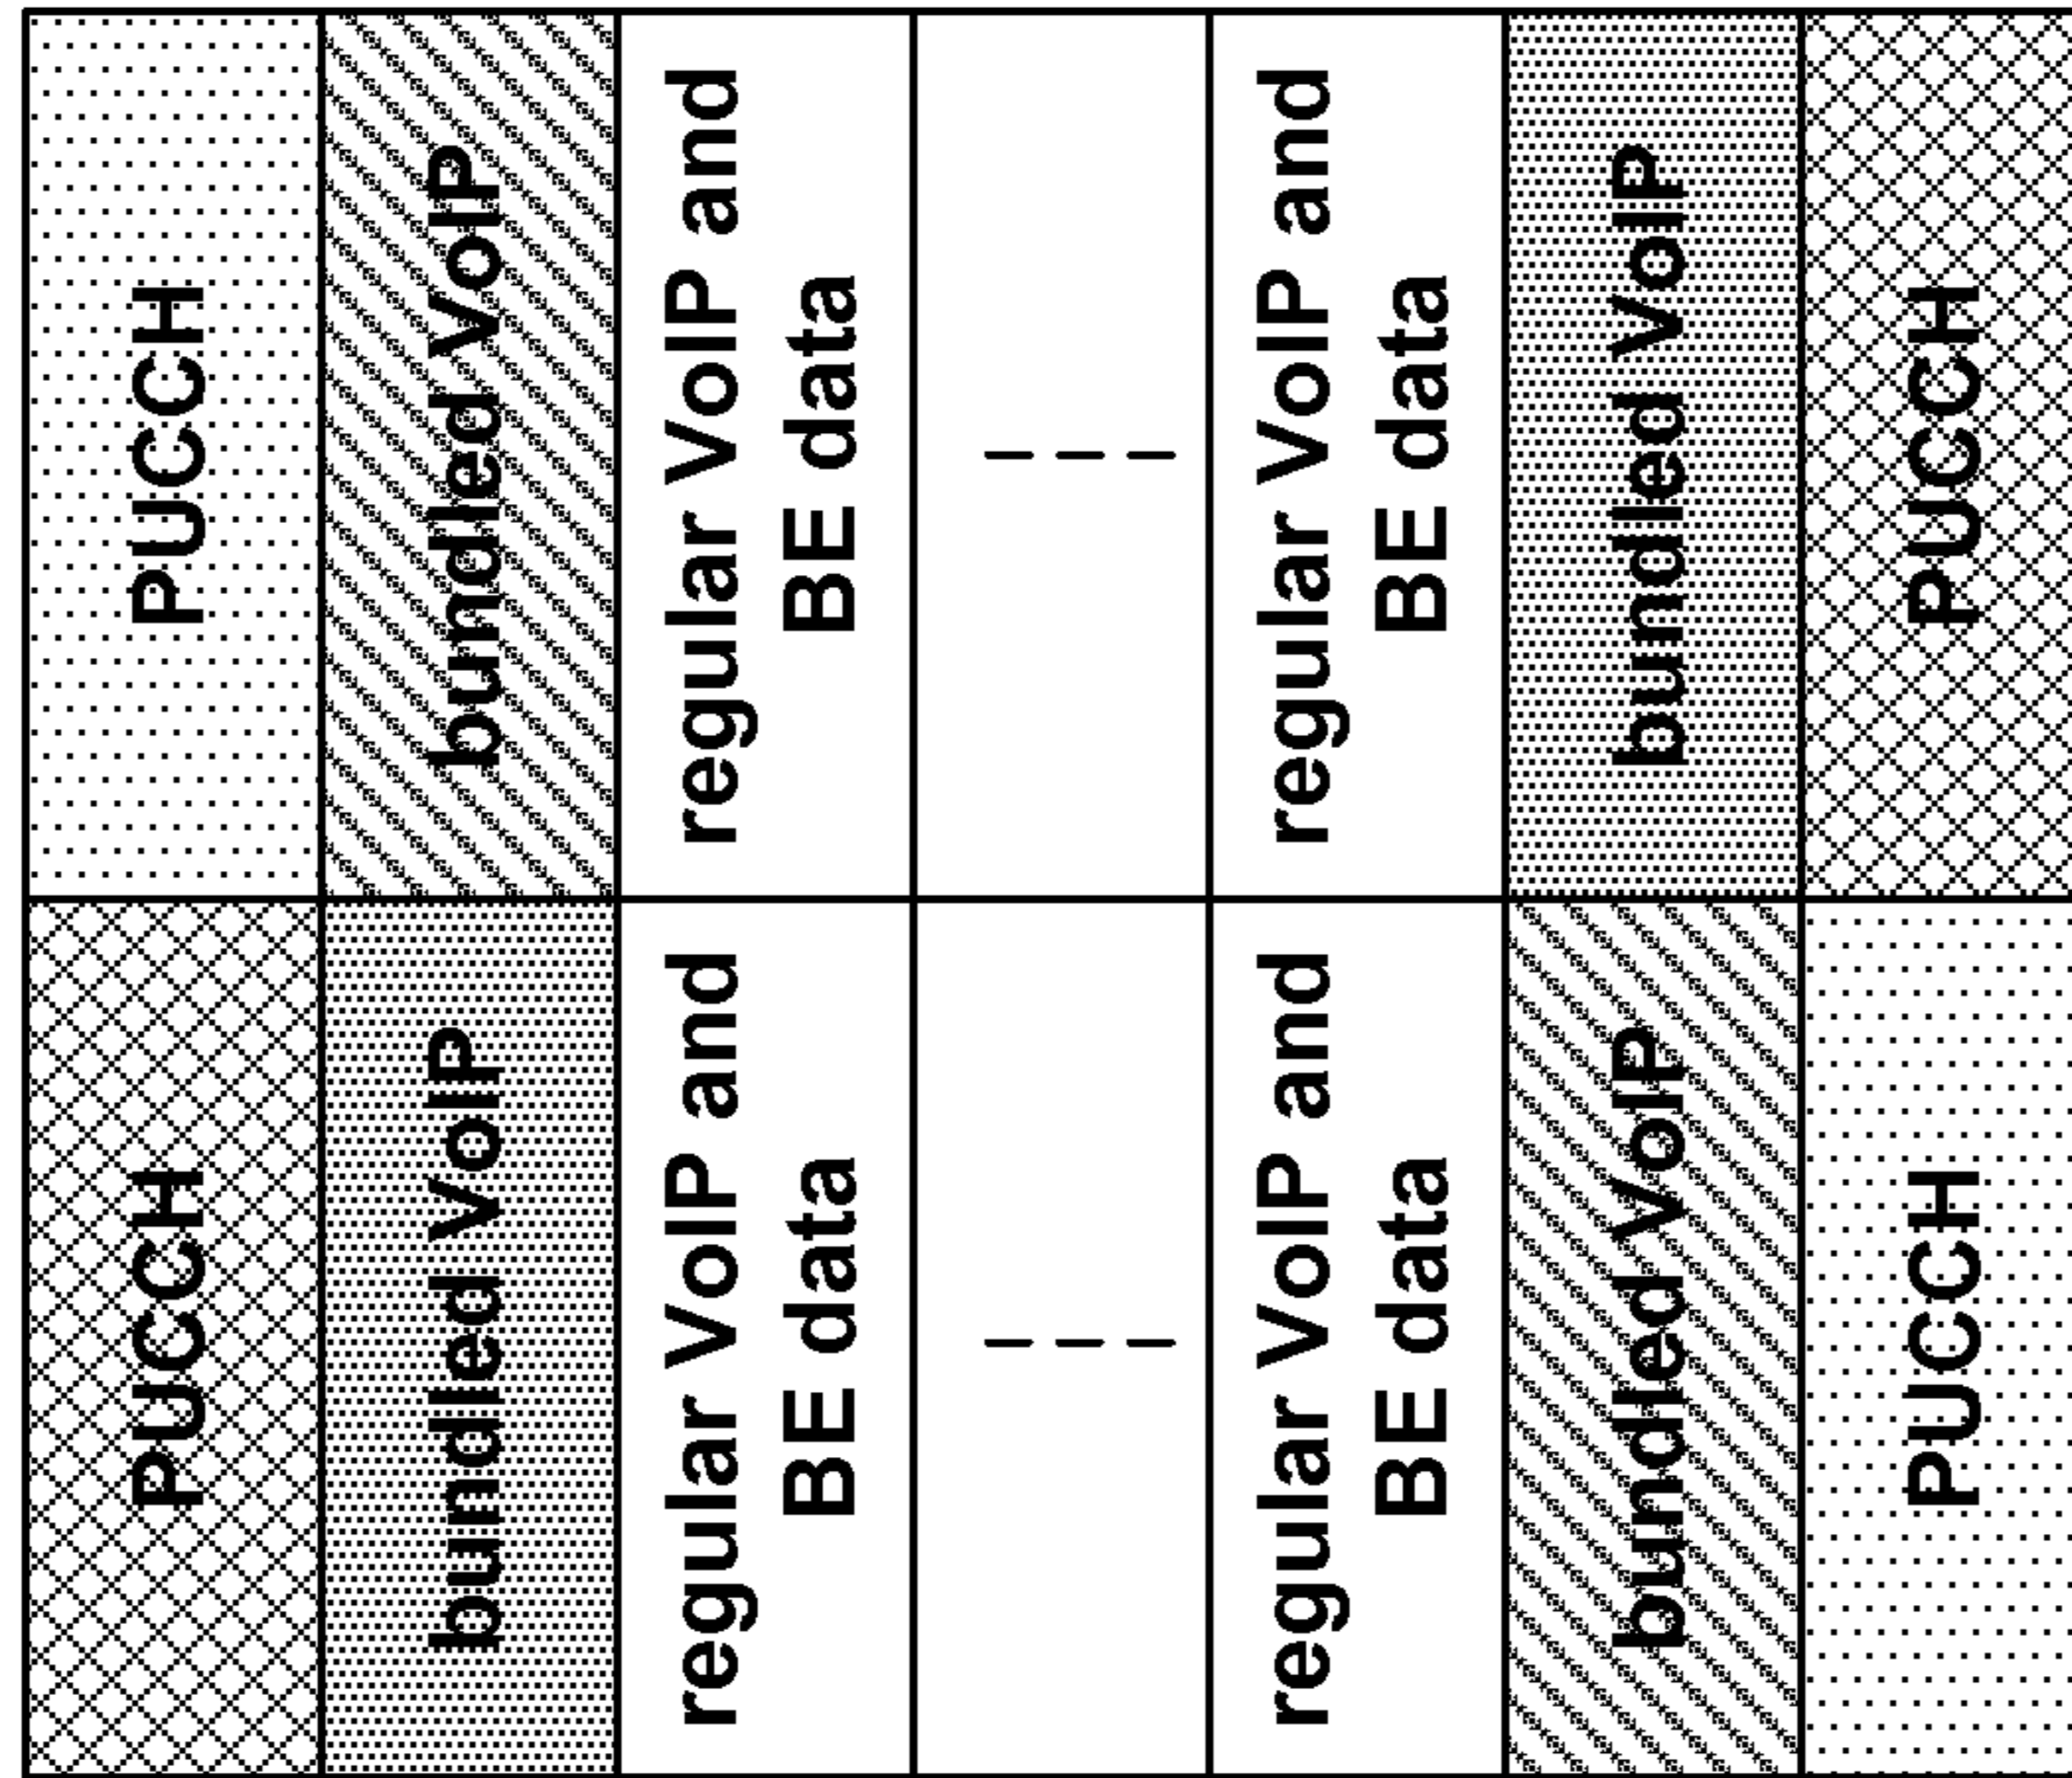 PUCCH
PUCCH
bundled VoIP
bundled VoIP
regular VoIP and
BE data
regular VoIP and
BE data
regular VoIP and
BE data
regular VoIP and
BE data
bundled VoIP
bundled VoIP
PUCCH
PUCCH